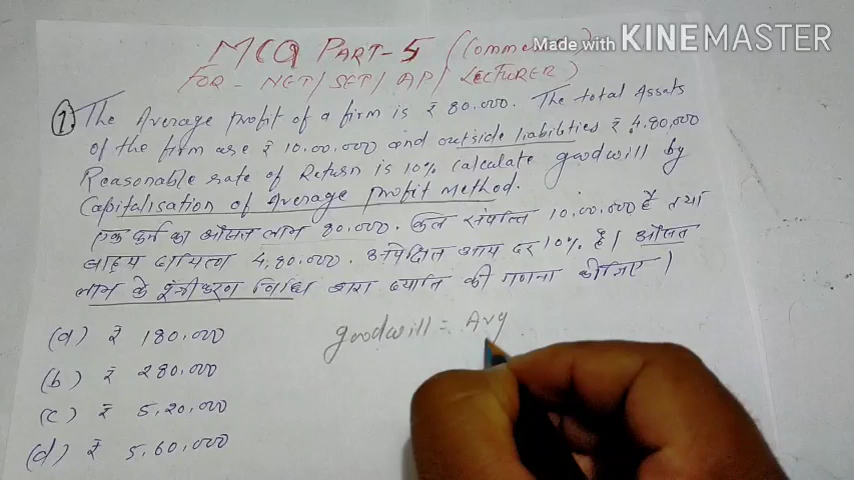 MCQ PART-5 (Commerce)
Made with KINEMASTER
FOR - NET/SET/AP/LECTURER)
1. The Average profit of a firm is ₹ 80,000. The total Assets
of the firm are ₹ 10,00,000 and outside liabilities ₹ 4,80,000
Reasonable rate of Return is 10% Calculate goodwill by
Capitalisation of Average profit Method.
एक फर्म का औसत लाभ 80,000. कुल संपत्ति 10,00,000 है तथा
बाह्य दायित्व 4,80,000. अपेक्षित आय दर 10% है। औसत
लाभ के पूंजीकरण विधि द्वारा ख्याति की गणना कीजिए।
(a) ₹ 180,000
goodwill = Avg
(b) ₹ 280,000
(c) ₹ 5,20,000
(d) ₹ 5,60,000